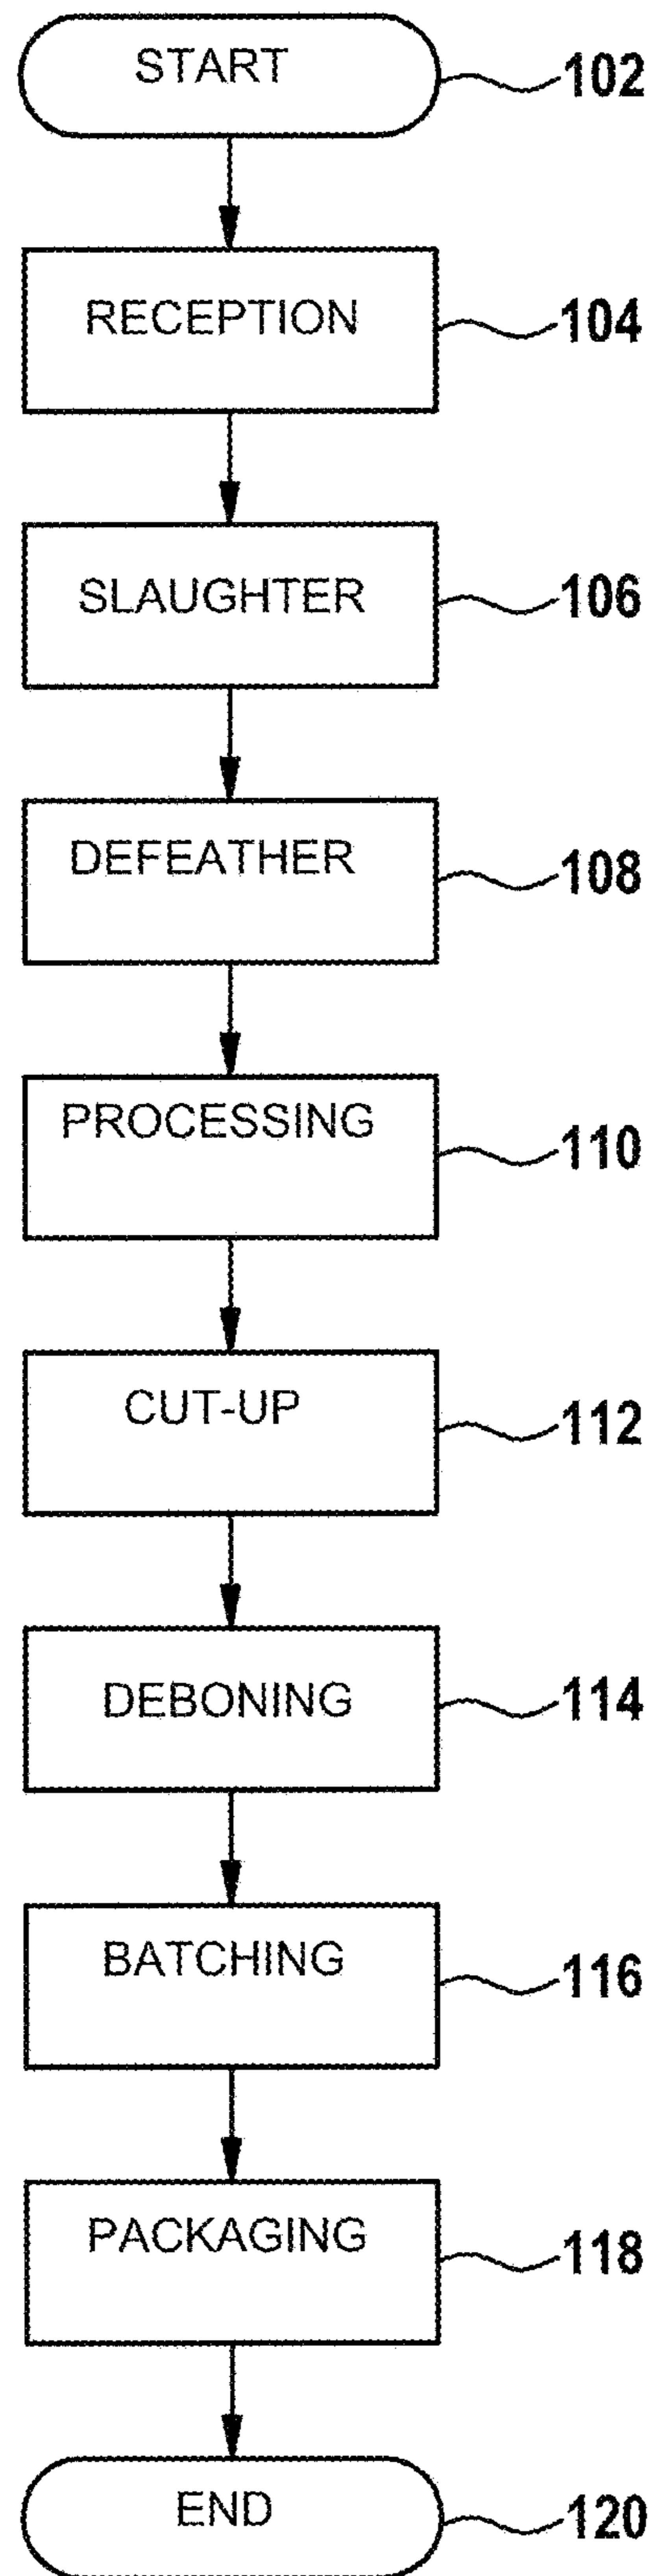 START 102
RECEPTION 104
SLAUGHTER 106
DEFEATHER 108
PROCESSING 110
CUT-UP 112
DEBONING 114
BATCHING 116
PACKAGING 118
END 120